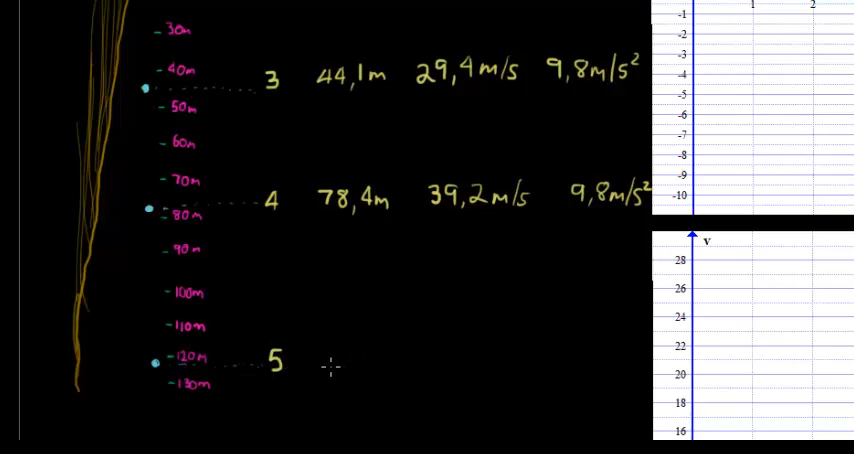 30m
40m
3 44,1m 29,4m/s 9,8m/s²
50m
60m
70m
4 78,4m 39,2m/s 9,8m/s²
80m
90m
100m
110m
120m
5
130m
1 2
-1
-2
-3
-4
-5
-6
-7
-8
-9
-10
v
28
26
24
22
20
18
16